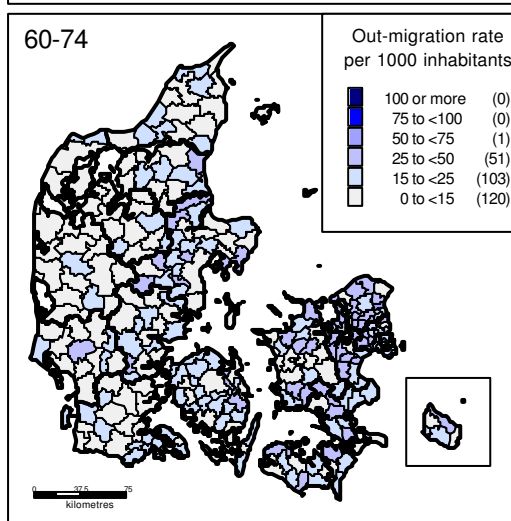 60-74
Out-migration rate
per 1000 inhabitants
100 or more (0)
75 to <100 (0)
50 to <75 (1)
25 to <50 (51)
15 to <25 (103)
0 to <15 (120)
0 37.5 75
kilometres